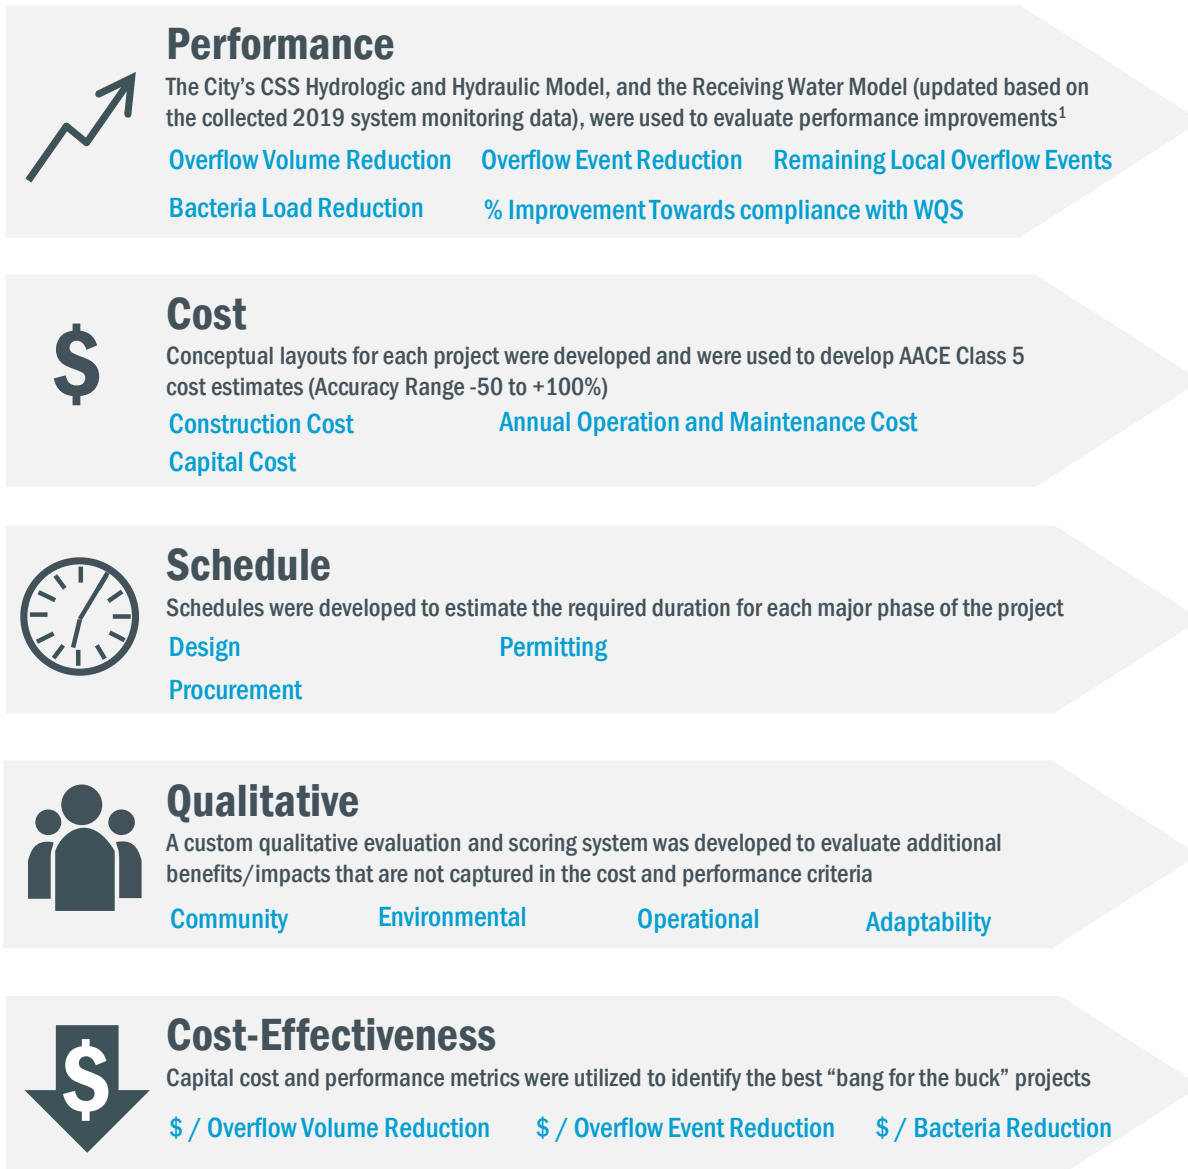 Performance
The City's CSS Hydrologic and Hydraulic Model, and the Receiving Water Model (updated based on
the collected 2019 system monitoring data), were used to evaluate performance improvements¹
Overflow Volume Reduction Overflow Event Reduction Remaining Local Overflow Events
Bacteria Load Reduction % Improvement Towards compliance with WQS
$
Cost
Conceptual layouts for each project were developed and were used to develop AACE Class 5
cost estimates (Accuracy Range -50 to +100%)
Construction Cost Annual Operation and Maintenance Cost
Capital Cost
Schedule
Schedules were developed to estimate the required duration for each major phase of the project
Design Permitting
Procurement
Qualitative
A custom qualitative evaluation and scoring system was developed to evaluate additional
benefits/impacts that are not captured in the cost and performance criteria
Community Environmental Operational Adaptability
$
Cost-Effectiveness
Capital cost and performance metrics were utilized to identify the best “bang for the buck” projects
$ / Overflow Volume Reduction $ / Overflow Event Reduction $ / Bacteria Reduction